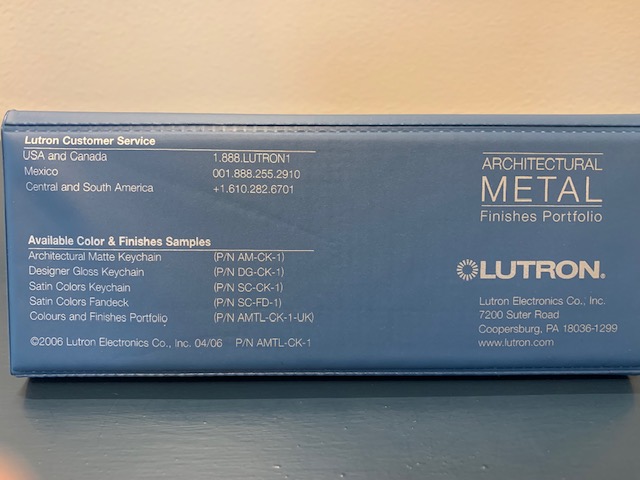 Lutron Customer Service
USA and Canada 1.888.LUTRON1
Mexico 001.888.255.2910
Central and South America +1.610.282.6701
Available Color & Finishes Samples
Architectural Matte Keychain (P/N AM-CK-1)
Designer Gloss Keychain (P/N DG-CK-1)
Satin Colors Keychain (P/N SC-CK-1)
Satin Colors Fandeck (P/N SC-FD-1)
Colours and Finishes Portfolio (P/N AMTL-CK-1-UK)
©2006 Lutron Electronics Co., Inc. 04/06 P/N AMTL-CK-1
ARCHITECTURAL
METAL
Finishes Portfolio
LUTRON®
Lutron Electronics Co., Inc.
7200 Suter Road
Coopersburg, PA 18036-1299
www.lutron.com